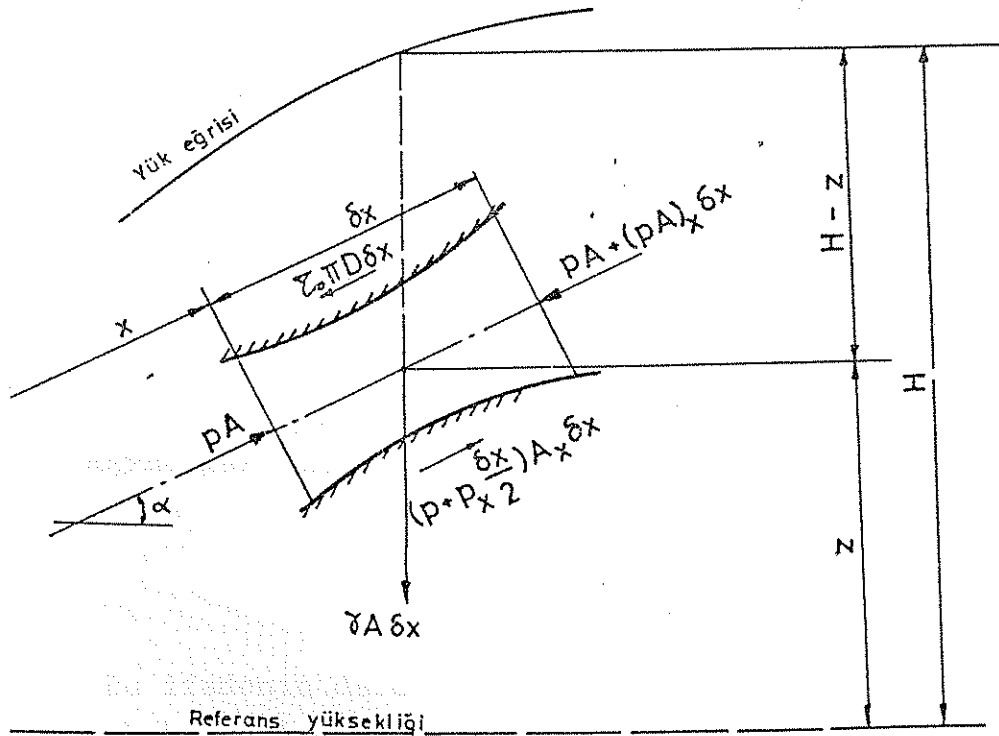 Yük eğrisi
δx
τ₀πDδx
pA+(pA)ₓδx
x
H-z
H
pA
(p+pₓ δx/2)Aₓδx
α
z
γAδx
Referans yüksekliği